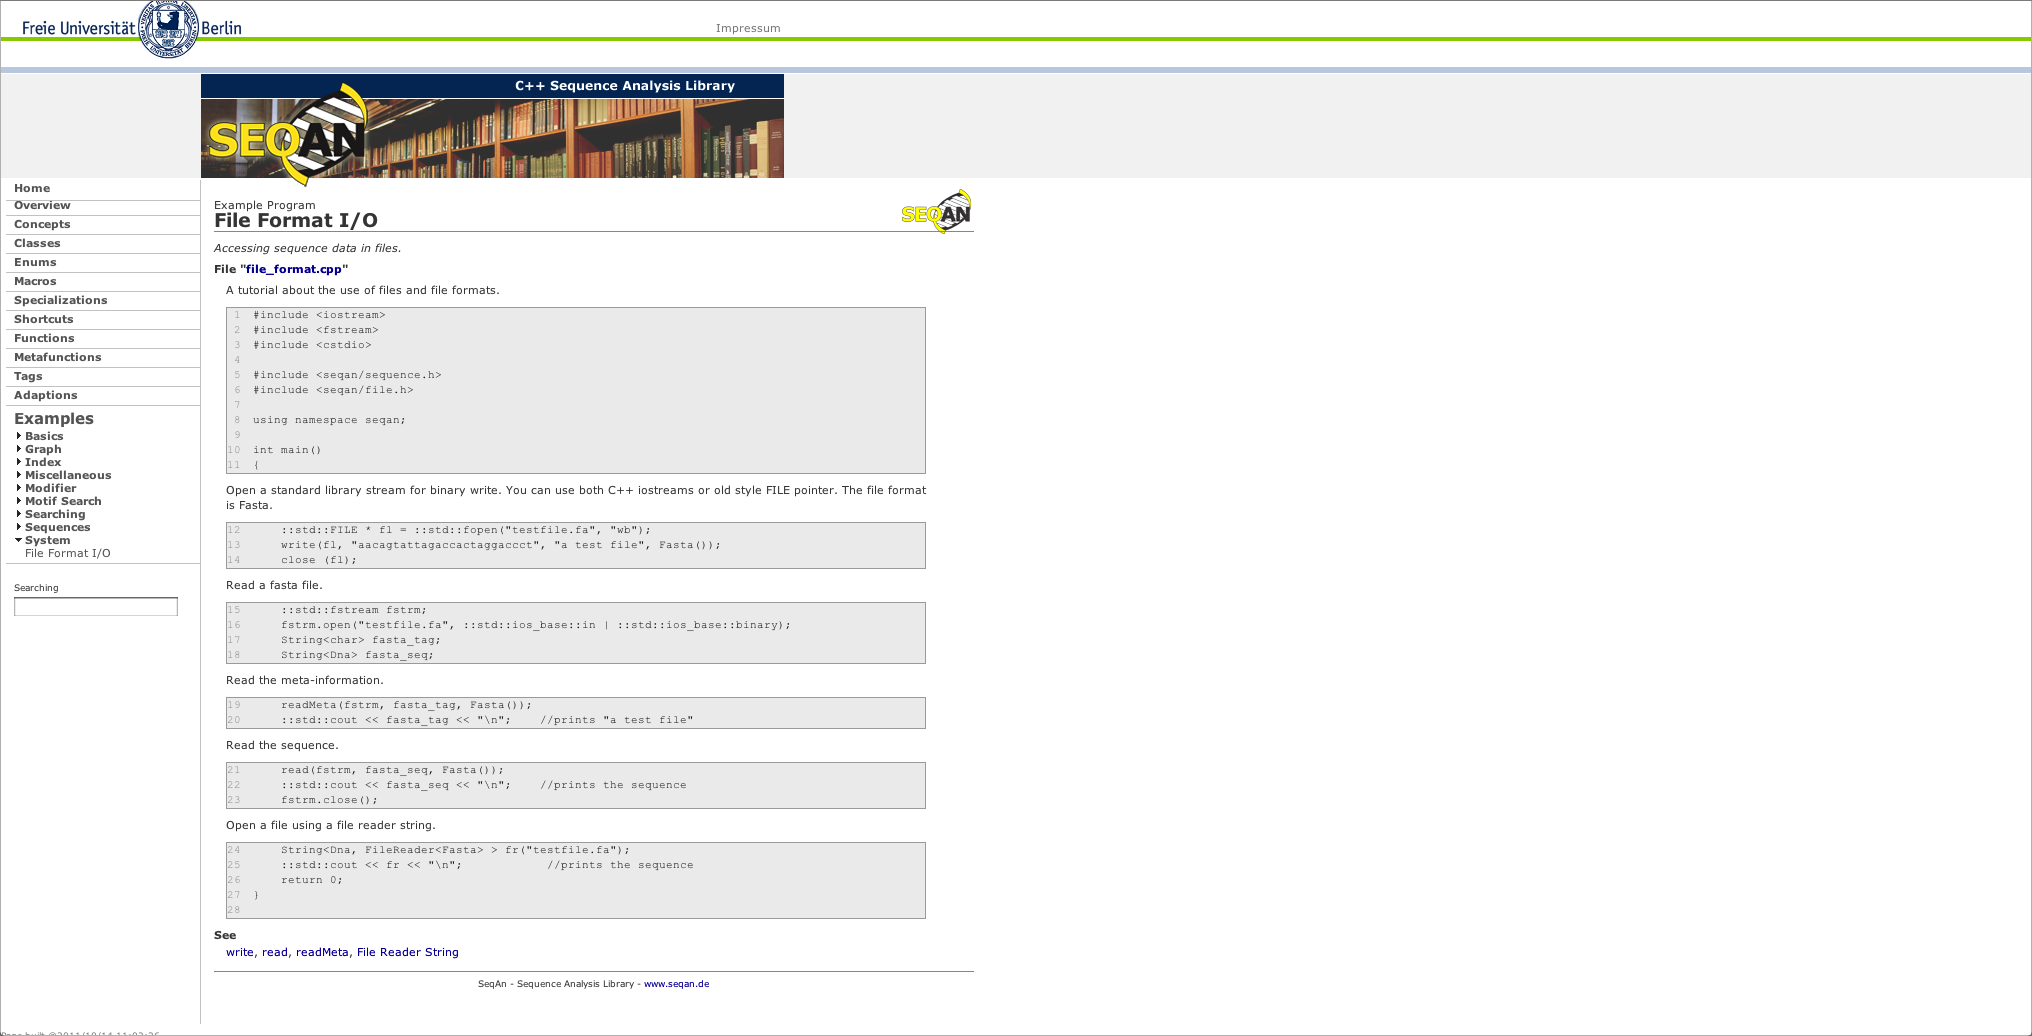 Freie Universität Berlin
Impressum
C++ Sequence Analysis Library
SEQAN
Home
Overview
Concepts
Classes
Enums
Macros
Specializations
Shortcuts
Functions
Metafunctions
Tags
Adaptions
Examples
Basics
Graph
Index
Miscellaneous
Modifier
Motif Search
Searching
Sequences
System
File Format I/O
Searching
Example Program
File Format I/O
SEQAN
Accessing sequence data in files.
File "file_format.cpp"
A tutorial about the use of files and file formats.
1 #include <iostream>
2 #include <fstream>
3 #include <cstdio>
4
5 #include <seqan/sequence.h>
6 #include <seqan/file.h>
7
8 using namespace seqan;
9
10 int main()
11 {
Open a standard library stream for binary write. You can use both C++ iostreams or old style FILE pointer. The file format
is Fasta.
12     ::std::FILE * fl = ::std::fopen("testfile.fa", "wb");
13     write(fl, "aacagtattagaccactaggaccct", "a test file", Fasta());
14     close (fl);
Read a fasta file.
15     ::std::fstream fstrm;
16     fstrm.open("testfile.fa", ::std::ios_base::in | ::std::ios_base::binary);
17     String<char> fasta_tag;
18     String<Dna> fasta_seq;
Read the meta-information.
19     readMeta(fstrm, fasta_tag, Fasta());
20     ::std::cout << fasta_tag << "\n";    //prints "a test file"
Read the sequence.
21     read(fstrm, fasta_seq, Fasta());
22     ::std::cout << fasta_seq << "\n";    //prints the sequence
23     fstrm.close();
Open a file using a file reader string.
24     String<Dna, FileReader<Fasta> > fr("testfile.fa");
25     ::std::cout << fr << "\n";            //prints the sequence
26     return 0;
27 }
28
See
write, read, readMeta, File Reader String
SeqAn - Sequence Analysis Library - www.seqan.de